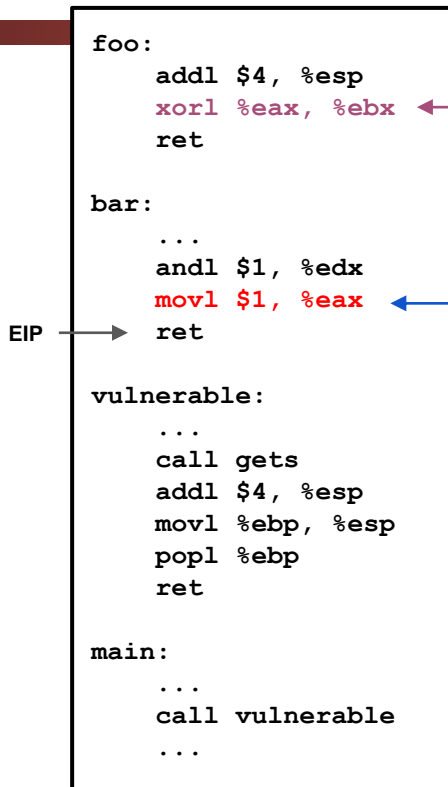 foo:
    addl $4, %esp
    xorl %eax, %ebx
    ret

bar:
    ...
    andl $1, %edx
    movl $1, %eax
EIP ret

vulnerable:
    ...
    call gets
    addl $4, %esp
    movl %ebp, %esp
    popl %ebp
    ret

main:
    ...
    call vulnerable
    ...